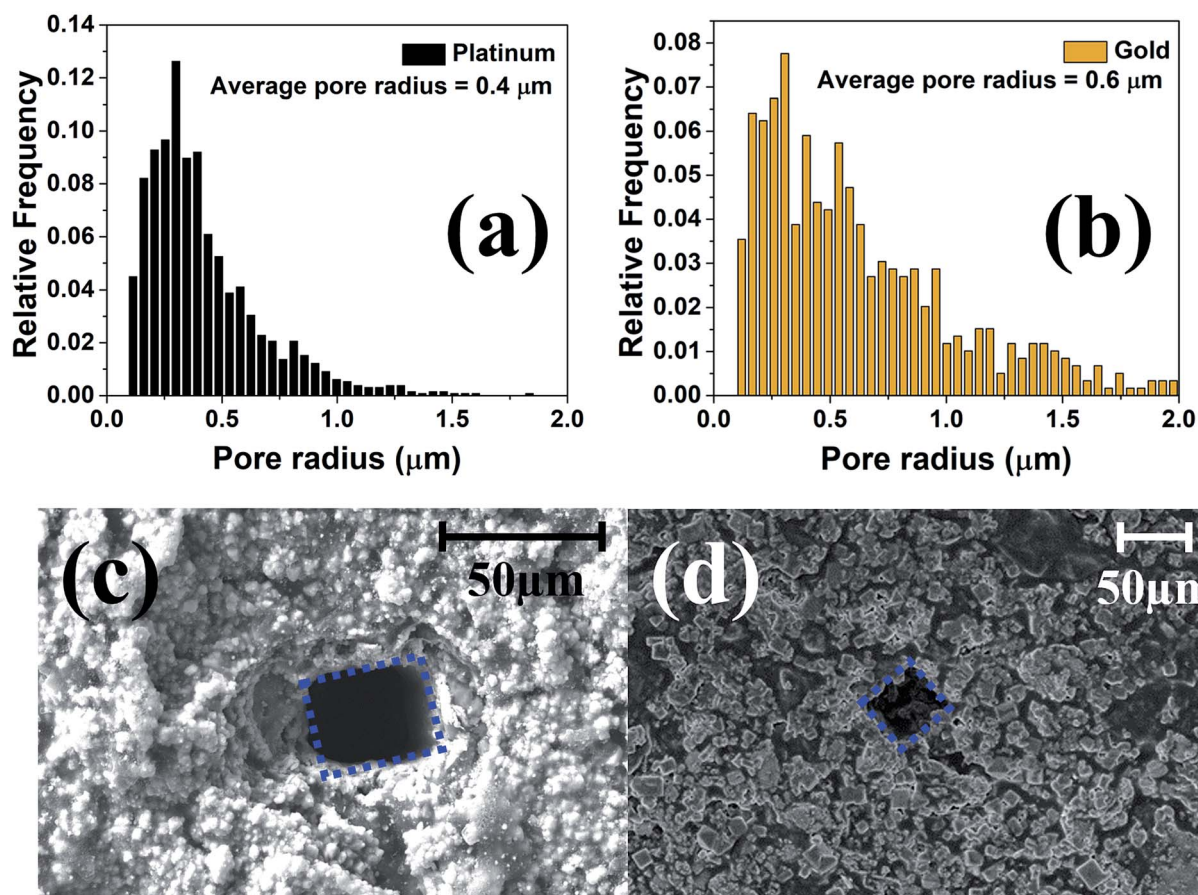 0.14
0.12
0.10
0.08
0.06
0.04
0.02
0.00
Relative Frequency
Platinum
Average pore radius = 0.4 μm
(a)
0.0 0.5 1.0 1.5 2.0
Pore radius (μm)
0.08
0.07
0.06
0.05
0.04
0.03
0.02
0.01
0.00
Relative Frequency
Gold
Average pore radius = 0.6 μm
(b)
0.0 0.5 1.0 1.5 2.0
Pore radius (μm)
(c)
50μm
(d)
50μm